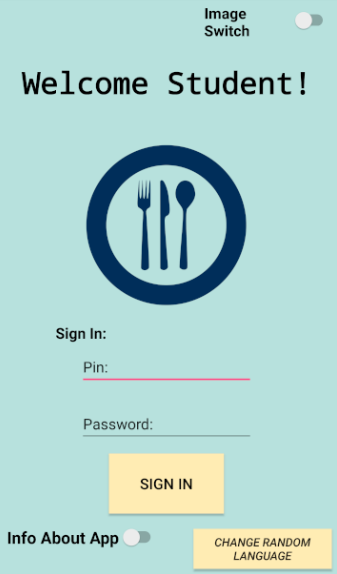 Image
Switch
Welcome Student!
Sign In:
Pin:
Password:
SIGN IN
Info About App
CHANGE RANDOM
LANGUAGE